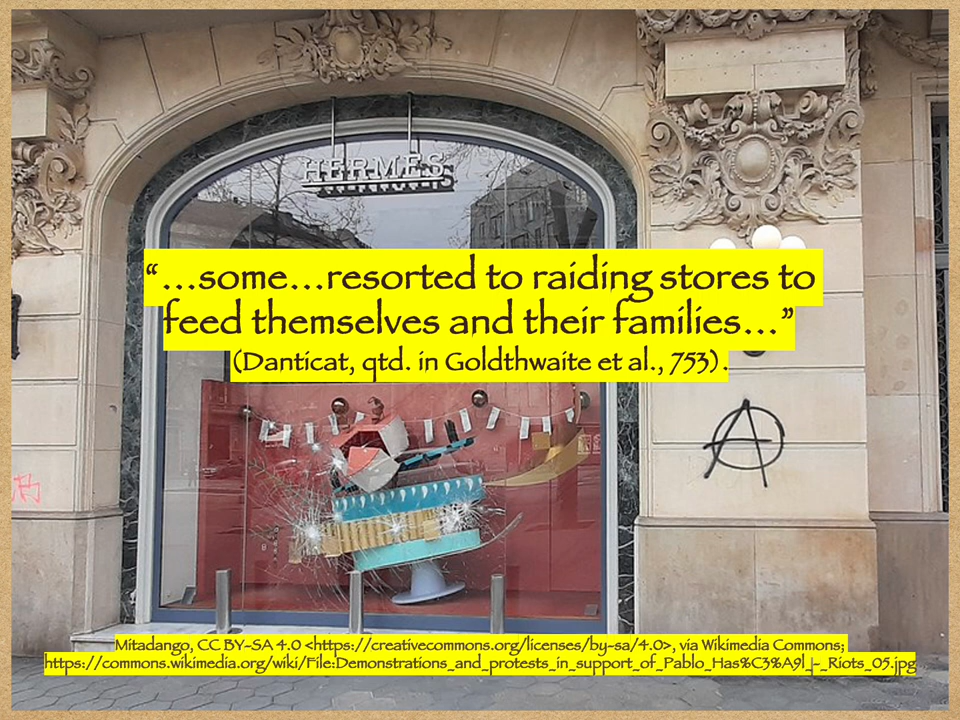 HERMES
“…some…resorted to raiding stores to
feed themselves and their families…”
(Danticat, qtd. in Goldthwaite et al., 753).
Mitadango, CC BY-SA 4.0 <https://creativecommons.org/licenses/by-sa/4.0>, via Wikimedia Commons;
https://commons.wikimedia.org/wiki/File:Demonstrations_and_protests_in_support_of_Pablo_Has%C3%A9l_|-_Riots_05.jpg